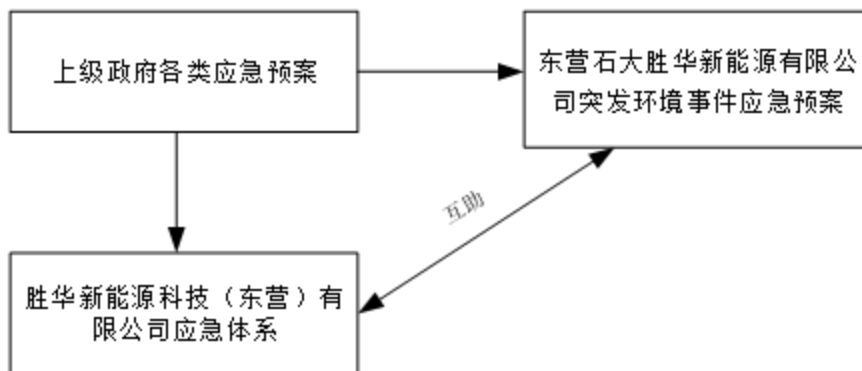 上级政府各类应急预案
东营石大胜华新能源有限公
司突发环境事件应急预案
互助
胜华新能源科技（东营）有
限公司应急体系